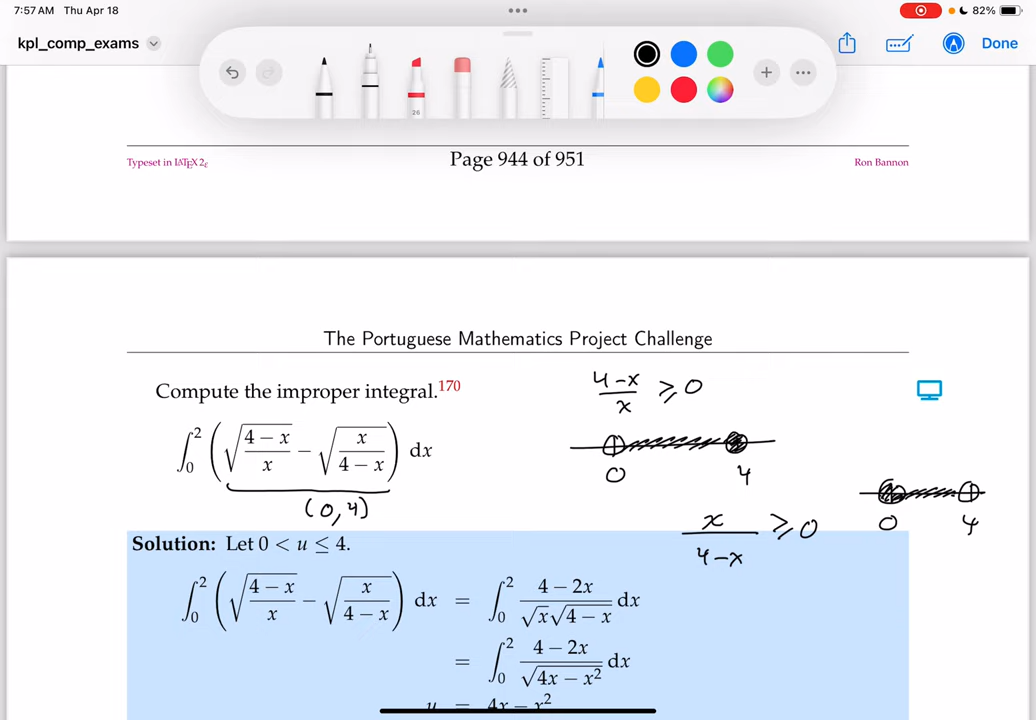 7:57 AM Thu Apr 18
82%
kpl_comp_exams
Done
26
Typeset in LATEX 2ε
Page 944 of 951
Ron Bannon
The Portuguese Mathematics Project Challenge
Compute the improper integral.170
∫₀² (√((4 − x)/x) − √(x/(4 − x))) dx
(0, 4)
(4 − x)/x ⩾ 0
0 4
0 4
x/(4 − x) ⩾ 0
Solution: Let 0 < u ≤ 4.
∫₀² (√((4 − x)/x) − √(x/(4 − x))) dx = ∫₀² (4 − 2x)/(√x√(4 − x)) dx
= ∫₀² (4 − 2x)/√(4x − x²) dx
u = 4x − x²